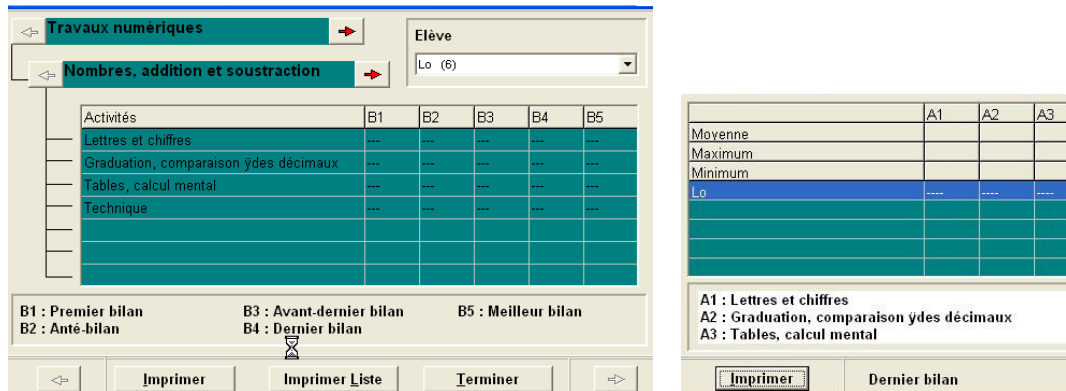 Travaux numériques
Elève
Lo (6)
Nombres, addition et soustraction
Activités B1 B2 B3 B4 B5
Lettres et chiffres --- --- --- --- ---
Graduation, comparaison ÿdes décimaux --- --- --- --- ---
Tables, calcul mental --- --- --- --- ---
Technique --- --- --- --- ---
B1 : Premier bilan B3 : Avant-dernier bilan B5 : Meilleur bilan
B2 : Anté-bilan B4 : Dernier bilan
Imprimer Imprimer Liste Terminer
A1 A2 A3
Moyenne
Maximum
Minimum
Lo ---- ---- ----
A1 : Lettres et chiffres
A2 : Graduation, comparaison ÿdes décimaux
A3 : Tables, calcul mental
Imprimer Dernier bilan